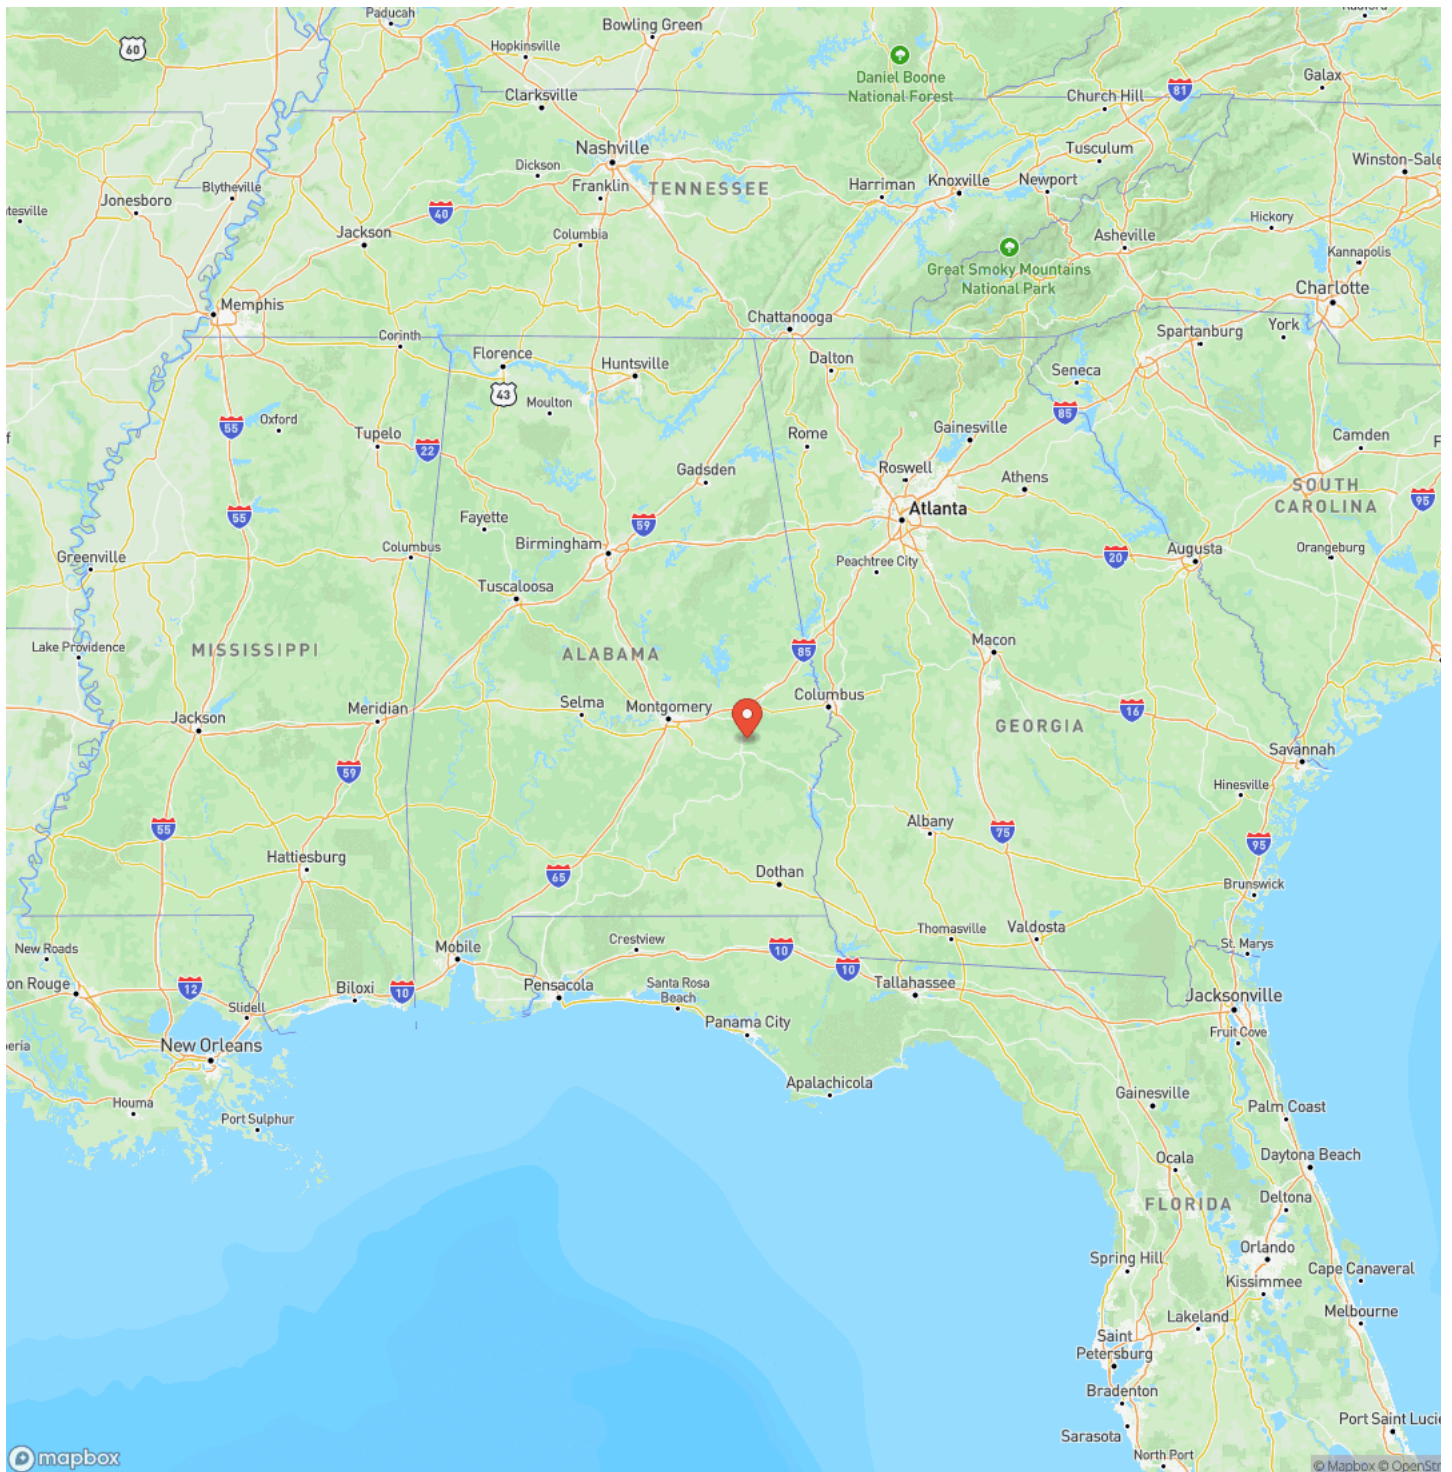 Paducah
Radford
60
Bowling Green
Hopkinsville
Daniel Boone
National Forest
Galax
81
Clarksville
Church Hill
Nashville
Tusculum
Winston-Sale
Dickson
Harriman
Knoxville
Newport
Blytheville
Franklin
TENNESSEE
Jonesboro
tesville
40
Hickory
Jackson
Columbia
Asheville
Great Smoky Mountains
National Park
Kannapolis
Charlotte
Memphis
Chattanooga
Spartanburg
York
Corinth
Florence
Huntsville
Dalton
Seneca
43
Moulton
85
Oxford
55
Tupelo
22
Rome
Gainesville
Camden
F
f
Gadsden
Roswell
Athens
SOUTH
CAROLINA
95
55
Fayette
59
Atlanta
Greenville
Columbus
Birmingham
Peachtree City
20
Augusta
Orangeburg
Tuscaloosa
Lake Providence
MISSISSIPPI
ALABAMA
85
Macon
Jackson
Meridian
Selma
Montgomery
Columbus
16
GEORGIA
Savannah
59
Hinesville
55
Albany
75
95
Hattiesburg
65
Dothan
Brunswick
New Roads
Mobile
Crestview
10
Thomasville
Valdosta
St. Marys
on Rouge
12
Biloxi
10
Pensacola
Santa Rosa
Beach
10
Tallahassee
Jacksonville
Slidell
Panama City
Fruit Cove
beria
New Orleans
Houma
Port Sulphur
Apalachicola
Gainesville
Palm Coast
Ocala
Daytona Beach
FLORIDA
Deltona
Orlando
Spring Hill
Kissimmee
Cape Canaveral
Lakeland
Melbourne
Saint
Petersburg
Bradenton
Sarasota
Port Saint Lucie
North Port
mapbox
© Mapbox © OpenStr